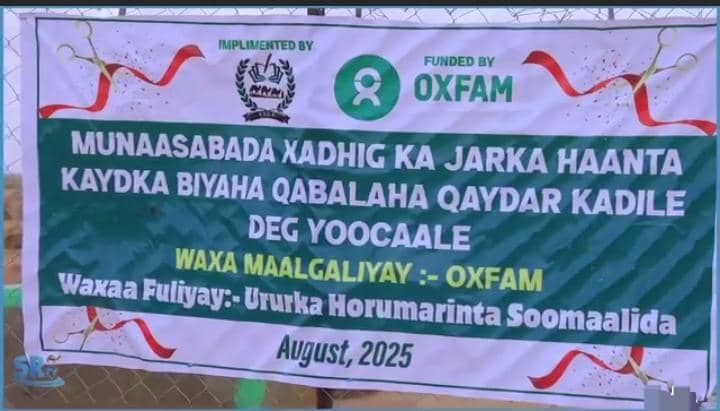 IMPLIMENTED BY
FUNDED BY
OXFAM
MUNAASABADA XADHIG KA JARKA HAANTA
KAYDKA BIYAHA QABALAHA QAYDAR KADILE
DEG YOOCAALE
WAXA MAALGALIYAY :- OXFAM
Waxaa Fuliyay:- Ururka Horumarinta Soomaalida
August, 2025